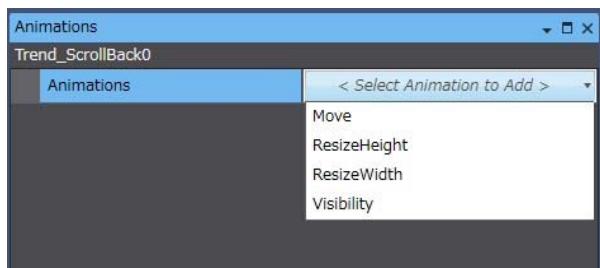 Animations
Trend_ScrollBack0
Animations < Select Animation to Add >
Move
ResizeHeight
ResizeWidth
Visibility